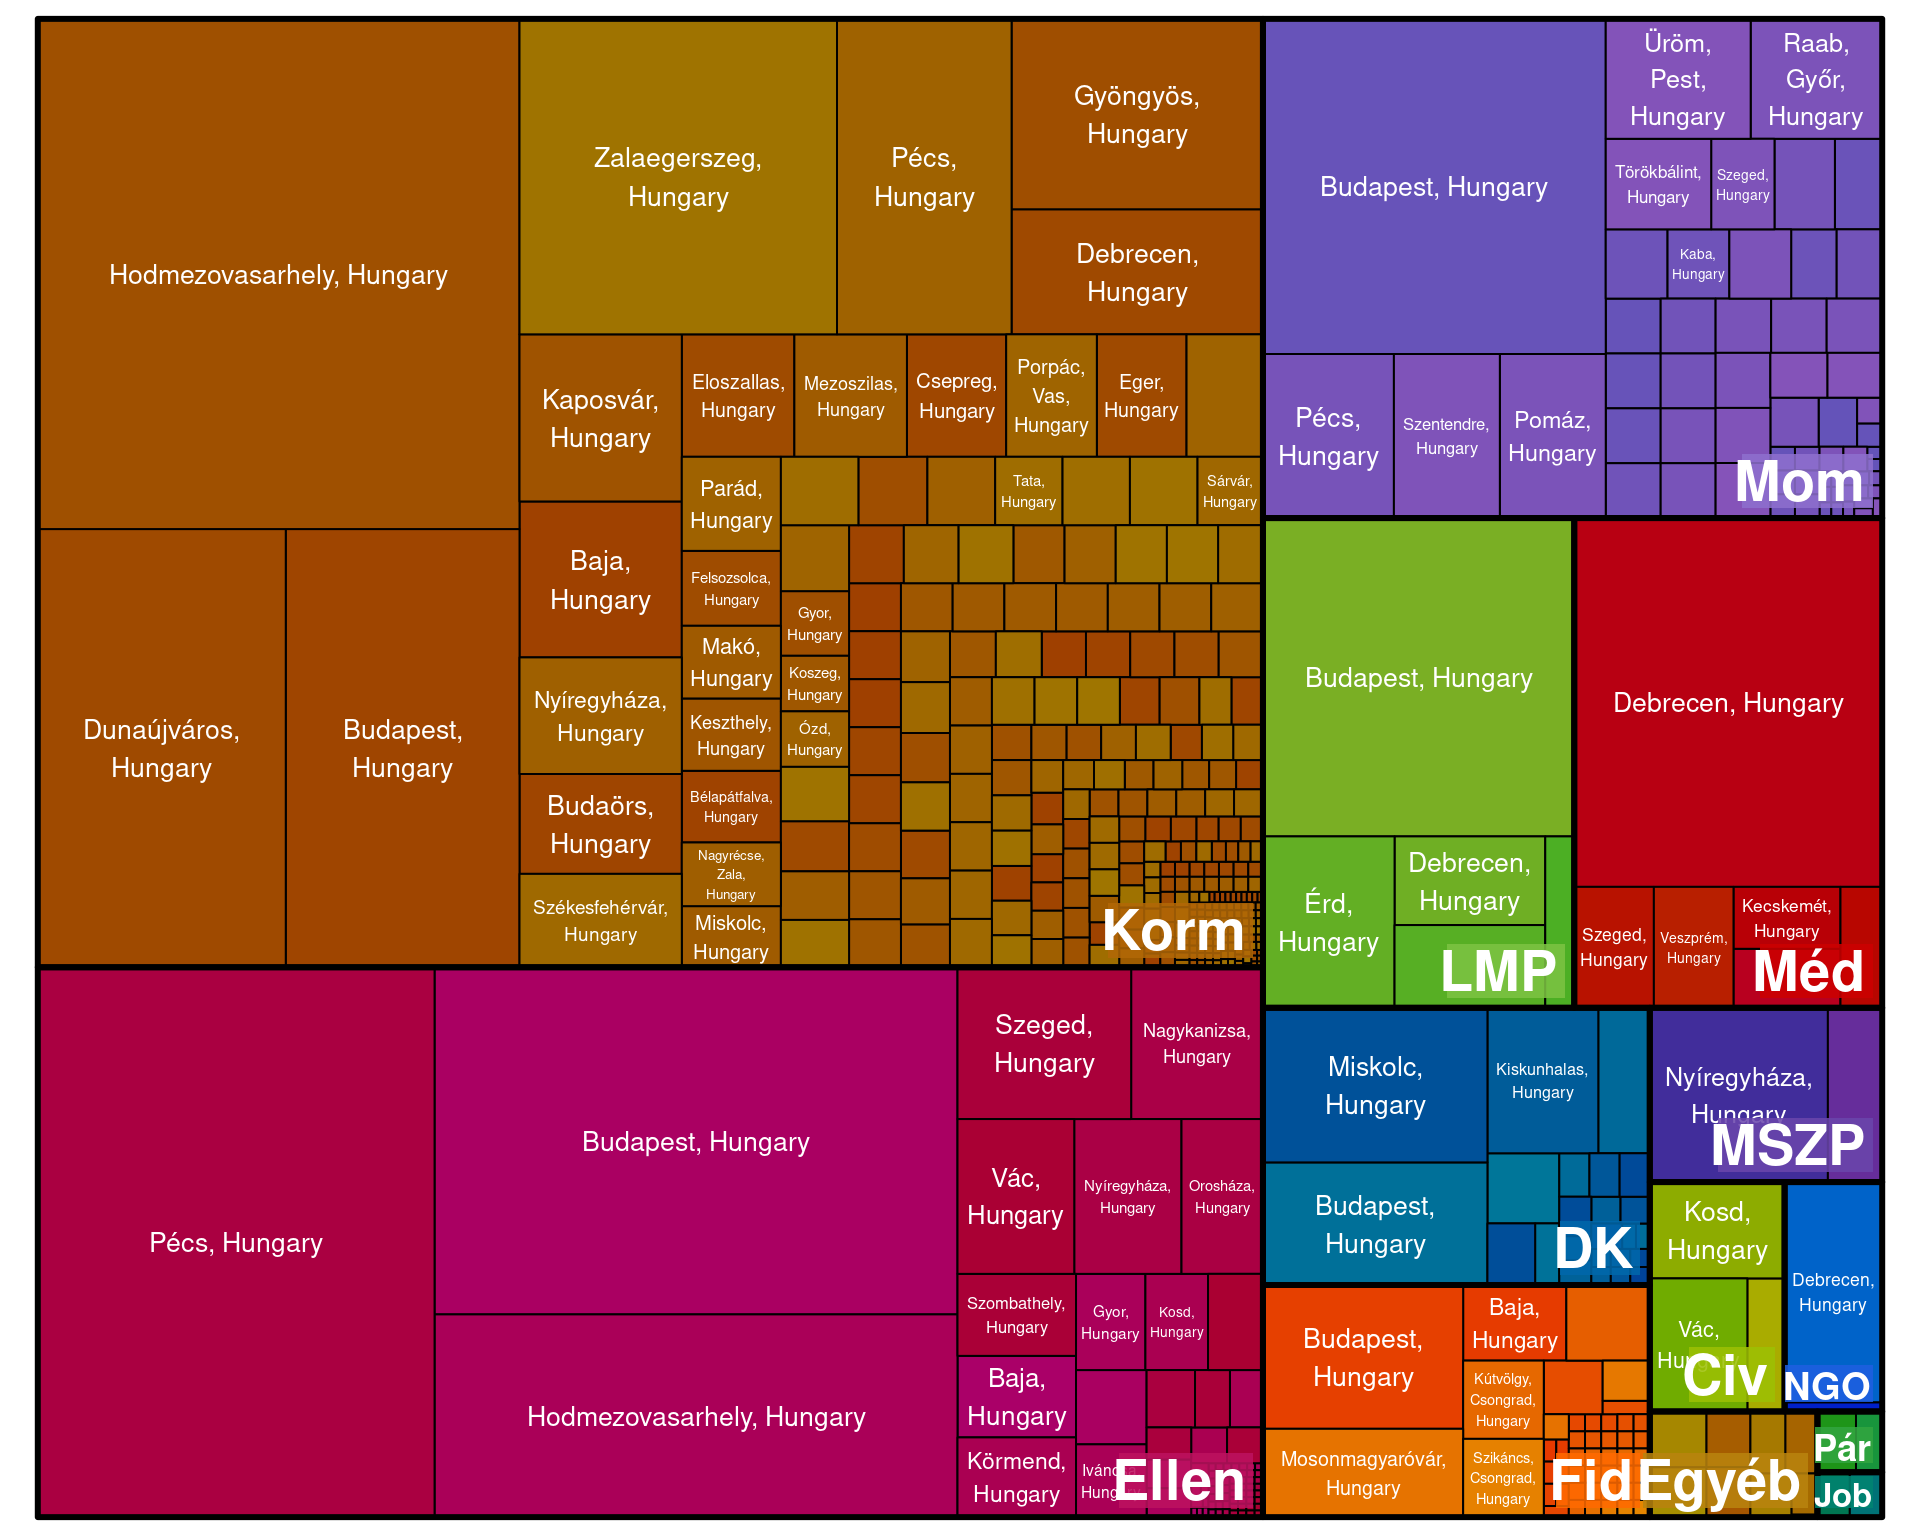 Hodmezovasarhely, Hungary
Dunaújváros,
Hungary
Budapest,
Hungary
Zalaegerszeg,
Hungary
Pécs,
Hungary
Gyöngyös,
Hungary
Debrecen,
Hungary
Kaposvár,
Hungary
Baja,
Hungary
Nyíregyháza,
Hungary
Budaörs,
Hungary
Székesfehérvár,
Hungary
Eloszallas,
Hungary
Mezoszilas,
Hungary
Csepreg,
Hungary
Porpác,
Vas,
Hungary
Eger,
Hungary
Parád,
Hungary
Felsozsolca,
Hungary
Makó,
Hungary
Keszthely,
Hungary
Bélapátfalva,
Hungary
Nagyrécse,
Zala,
Hungary
Miskolc,
Hungary
Tata,
Hungary
Sárvár,
Hungary
Gyor,
Hungary
Koszeg,
Hungary
Ózd,
Hungary
Korm
Pécs, Hungary
Budapest, Hungary
Hodmezovasarhely, Hungary
Szeged,
Hungary
Nagykanizsa,
Hungary
Vác,
Hungary
Nyíregyháza,
Hungary
Orosháza,
Hungary
Szombathely,
Hungary
Gyor,
Hungary
Kosd,
Hungary
Baja,
Hungary
Körmend,
Hungary
Hungary
Ellen
Budapest, Hungary
Üröm,
Pest,
Hungary
Raab,
Győr,
Hungary
Törökbálint,
Hungary
Szeged,
Hungary
Kaba,
Hungary
Pécs,
Hungary
Szentendre,
Hungary
Pomáz,
Hungary
Mom
Budapest, Hungary
Érd,
Hungary
Debrecen,
Hungary
LMP
Debrecen, Hungary
Szeged,
Hungary
Veszprém,
Hungary
Kecskemét,
Hungary
Méd
Miskolc,
Hungary
Kiskunhalas,
Hungary
Budapest,
Hungary
DK
Nyíregyháza,
Hungary
MSZP
Kosd,
Hungary
Vác,
Hungary
Civ
Debrecen,
Hungary
NGO
Budapest,
Hungary
Baja,
Hungary
Kútvölgy,
Csongrad,
Hungary
Mosonmagyaróvár,
Hungary
Szikáncs,
Csongrad,
Hungary
Fid
Egyéb
Pár
Job